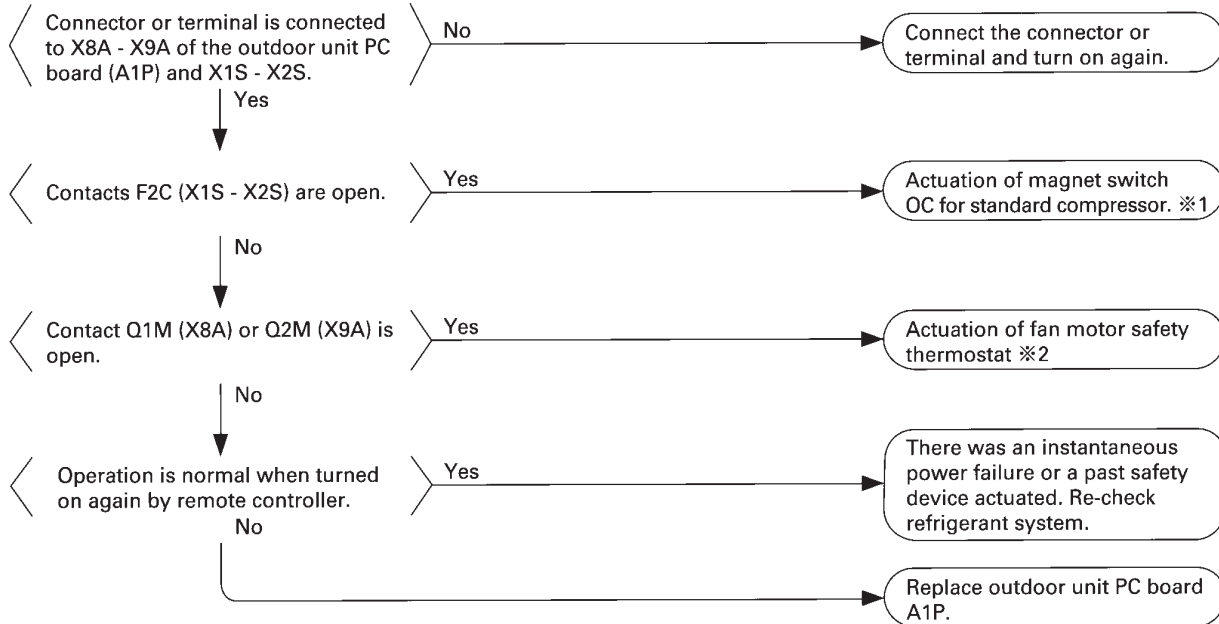 Connector or terminal is connected
to X8A - X9A of the outdoor unit PC
board (A1P) and X1S - X2S.
No
Connect the connector or
terminal and turn on again.
Yes
Contacts F2C (X1S - X2S) are open.
Yes
Actuation of magnet switch
OC for standard compressor. ※1
No
Contact Q1M (X8A) or Q2M (X9A) is
open.
Yes
Actuation of fan motor safety
thermostat ※2
No
Operation is normal when turned
on again by remote controller.
Yes
There was an instantaneous
power failure or a past safety
device actuated. Re-check
refrigerant system.
No
Replace outdoor unit PC board
A1P.